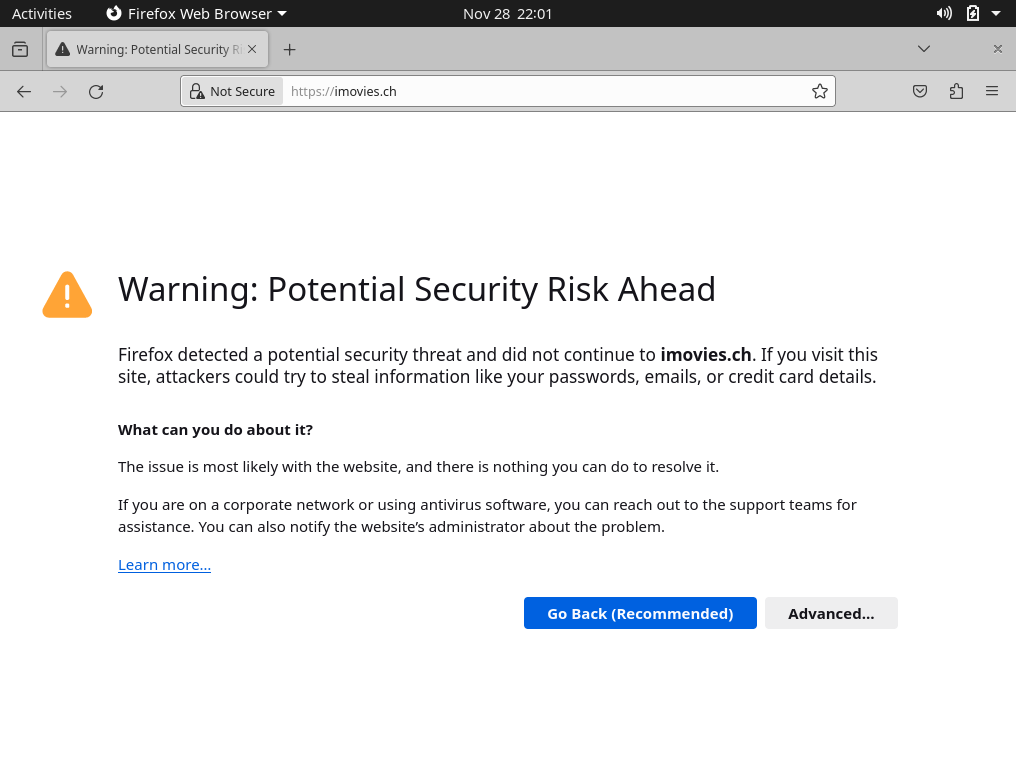 Activities Firefox Web Browser Nov 28 22:01
Warning: Potential Security Ri
Not Secure https://imovies.ch
Warning: Potential Security Risk Ahead
Firefox detected a potential security threat and did not continue to imovies.ch. If you visit this
site, attackers could try to steal information like your passwords, emails, or credit card details.
What can you do about it?
The issue is most likely with the website, and there is nothing you can do to resolve it.
If you are on a corporate network or using antivirus software, you can reach out to the support teams for
assistance. You can also notify the website’s administrator about the problem.
Learn more…
Go Back (Recommended) Advanced…